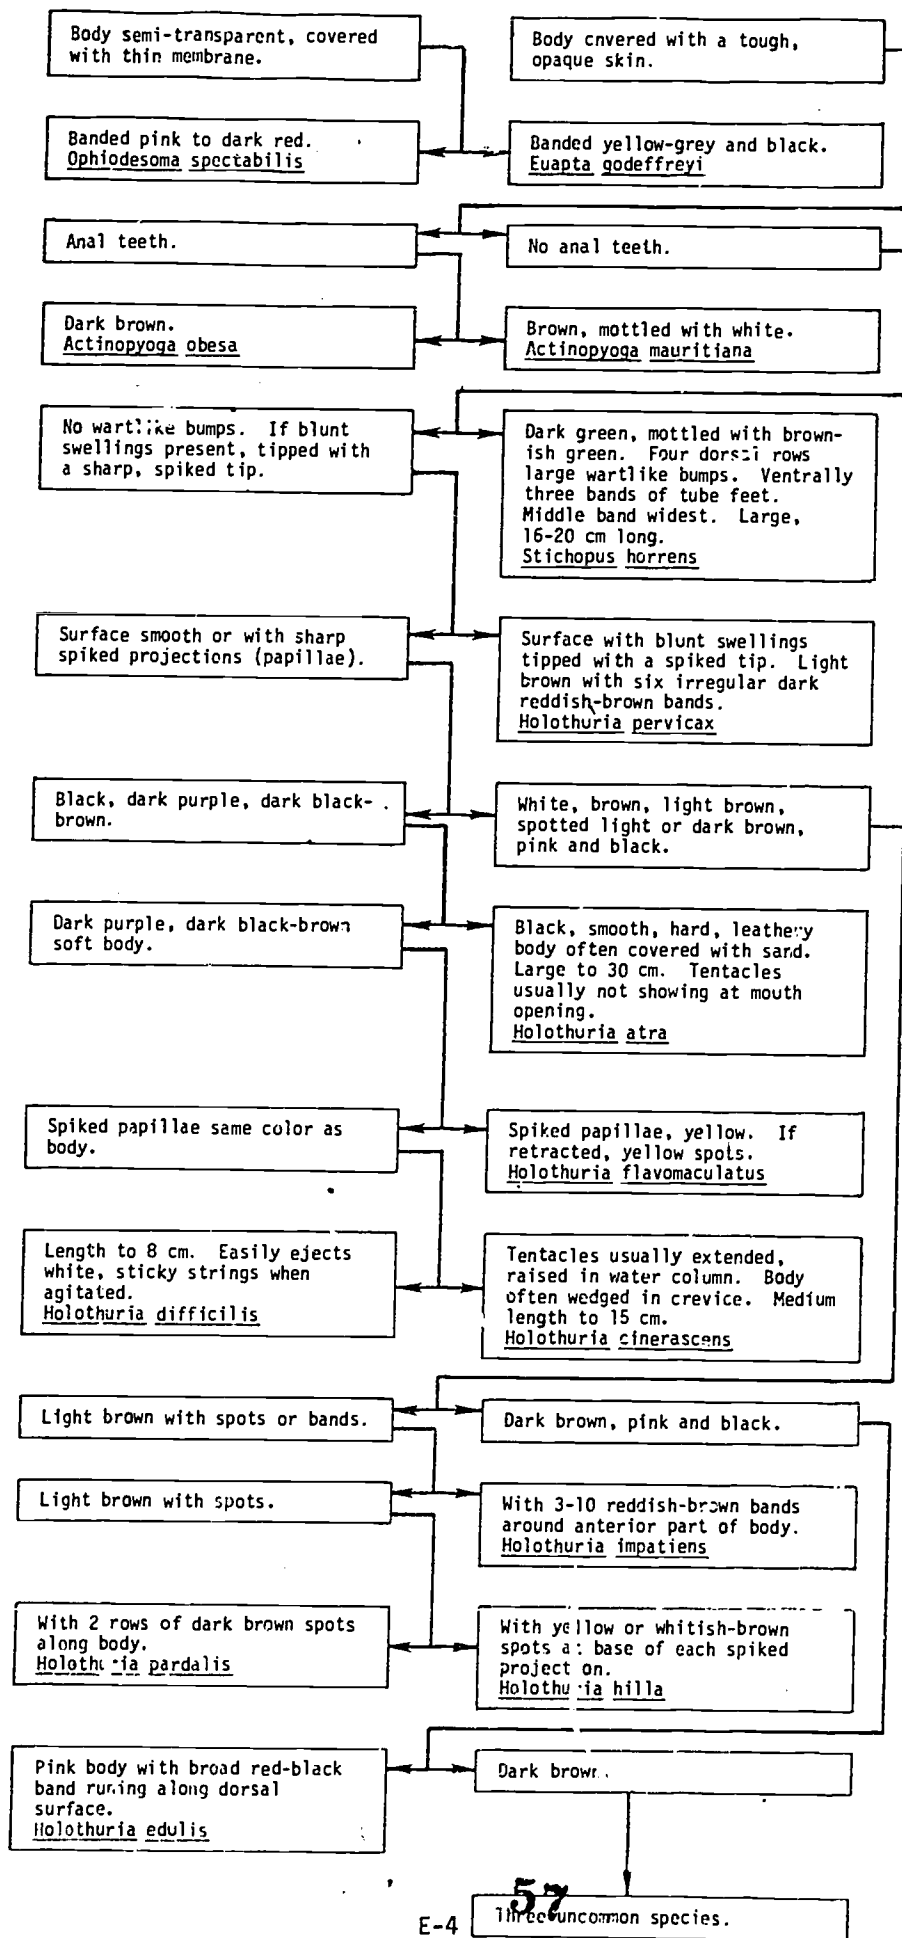 Body semi-transparent, covered
with thin membrane.
Body covered with a tough,
opaque skin.
Banded pink to dark red.
Ophiodesoma spectabilis
Banded yellow-grey and black.
Euapta godeffreyi
Anal teeth.
No anal teeth.
Dark brown.
Actinopyoga obesa
Brown, mottled with white.
Actinopyoga mauritiana
No wartlike bumps. If blunt
swellings present, tipped with
a sharp, spiked tip.
Dark green, mottled with brown-
ish green. Four dorsal rows
large wartlike bumps. Ventrally
three bands of tube feet.
Middle band widest. Large,
16-20 cm long.
Stichopus horrens
Surface smooth or with sharp
spiked projections (papillae).
Surface with blunt swellings
tipped with a spiked tip. Light
brown with six irregular dark
reddish-brown bands.
Holothuria pervicax
Black, dark purple, dark black-
brown.
White, brown, light brown,
spotted light or dark brown,
pink and black.
Dark purple, dark black-brown
soft body.
Black, smooth, hard, leathery
body often covered with sand.
Large to 30 cm. Tentacles
usually not showing at mouth
opening.
Holothuria atra
Spiked papillae same color as
body.
Spiked papillae, yellow. If
retracted, yellow spots.
Holothuria flavomaculatus
Length to 8 cm. Easily ejects
white, sticky strings when
agitated.
Holothuria difficilis
Tentacles usually extended,
raised in water column. Body
often wedged in crevice. Medium
length to 15 cm.
Holothuria cinerascens
Light brown with spots or bands.
Dark brown, pink and black.
Light brown with spots.
With 3-10 reddish-brown bands
around anterior part of body.
Holothuria impatiens
With 2 rows of dark brown spots
along body.
Holothuria pardalis
With yellow or whitish-brown
spots at base of each spiked
projection.
Holothuria hilla
Pink body with broad red-black
band runing along dorsal
surface.
Holothuria edulis
Dark brown.
57
Three uncommon species.
E-4